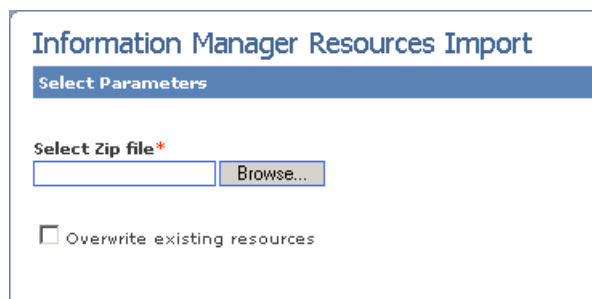 Information Manager Resources Import
Select Parameters
Select Zip file*
Browse...
Overwrite existing resources